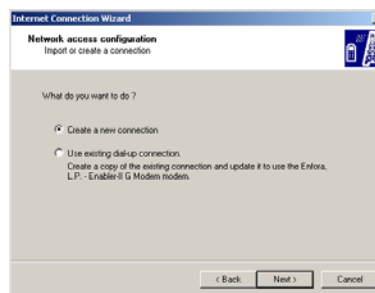 Internet Connection Wizard
Network access configuration
Import or create a connection
What do you want to do ?
Create a new connection
Use existing dial-up connection.
Create a copy of the existing connection and update it to use the Enfora,
L.P. - Enabler-II G Modem modem.
< Back
Next >
Cancel